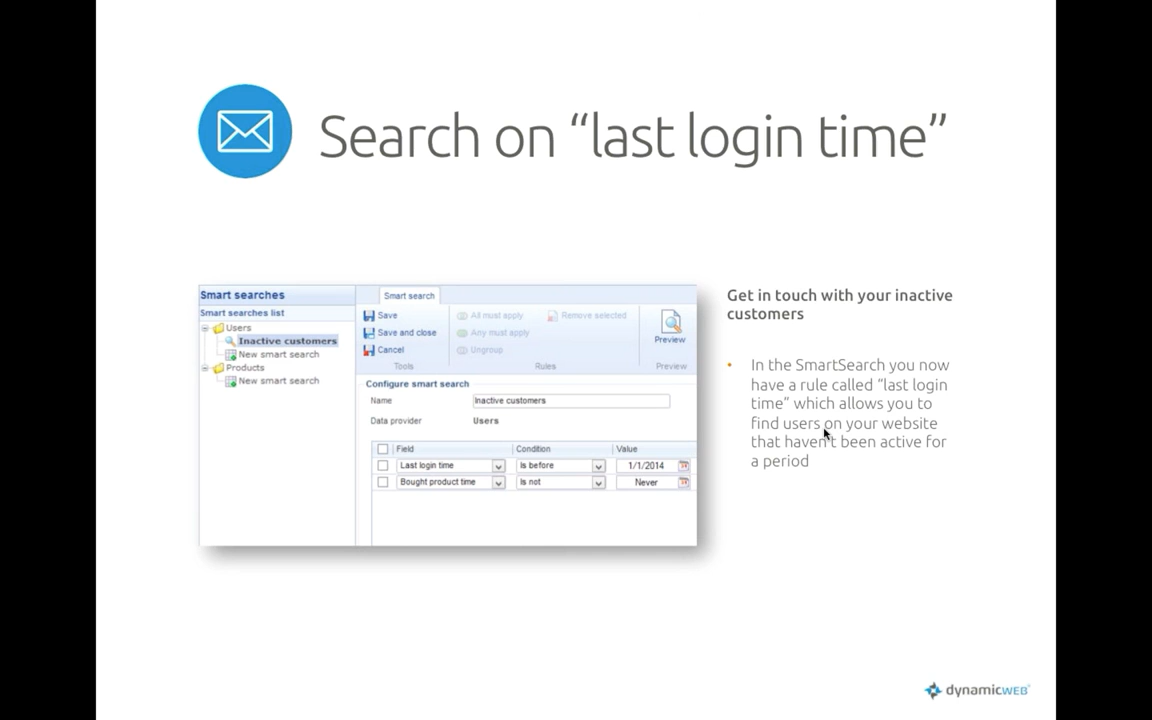 Search on “last login time”
Smart searches
Smart searches list
Users
Inactive customers
New smart search
Products
New smart search
Smart search
Save
Save and close
Cancel
Tools
All must apply
Any must apply
Ungroup
Remove selected
Rules
Preview
Preview
Configure smart search
Name
Inactive customers
Data provider
Users
Field Condition Value
Last login time Is before 1/1/2014
Bought product time Is not Never
Get in touch with your inactive
customers
• In the SmartSearch you now
have a rule called “last login
time” which allows you to
find users on your website
that haven’t been active for
a period
dynamicWEB